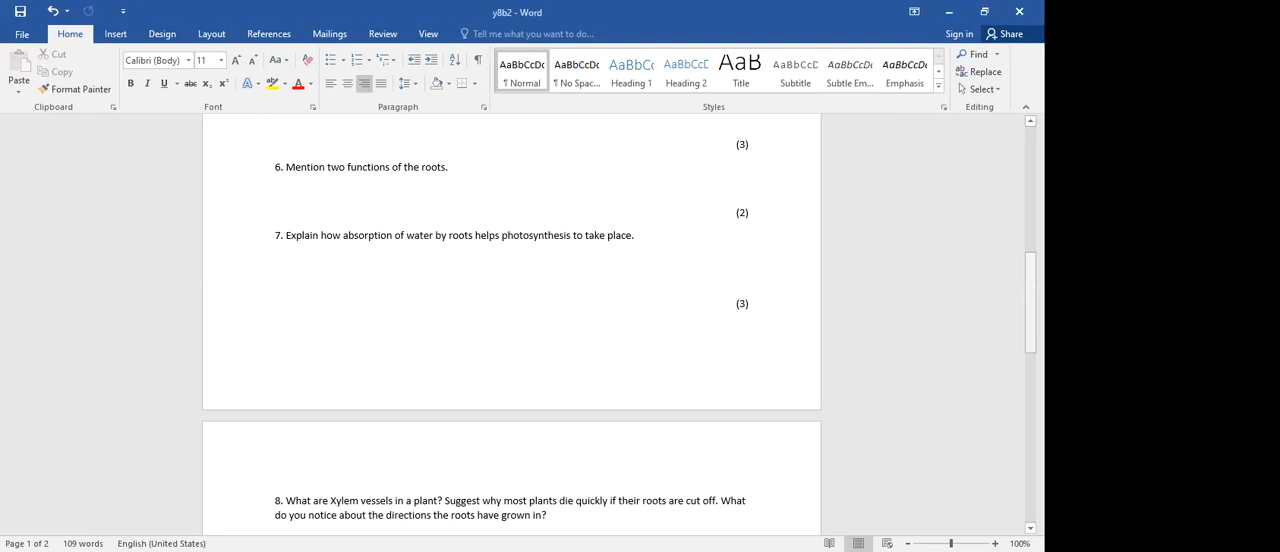 y8b2 - Word
File Home Insert Design Layout References Mailings Review View Tell me what you want to do... Sign in Share
Paste
Cut
Copy
Format Painter
Calibri (Body) 11 Aa
B I U abc X₂ X² A ab A
AaBbCcDc AaBbCcDc AaBbCc AaBbCcD AaB AaBbCcD AaBbCcDc AaBbCcDc
¶ Normal ¶ No Spac... Heading 1 Heading 2 Title Subtitle Subtle Em... Emphasis
Find
Replace
Select
Clipboard Font Paragraph Styles Editing
(3)
6. Mention two functions of the roots.
(2)
7. Explain how absorption of water by roots helps photosynthesis to take place.
(3)
8. What are Xylem vessels in a plant? Suggest why most plants die quickly if their roots are cut off. What
do you notice about the directions the roots have grown in?
Page 1 of 2 109 words English (United States) 100%